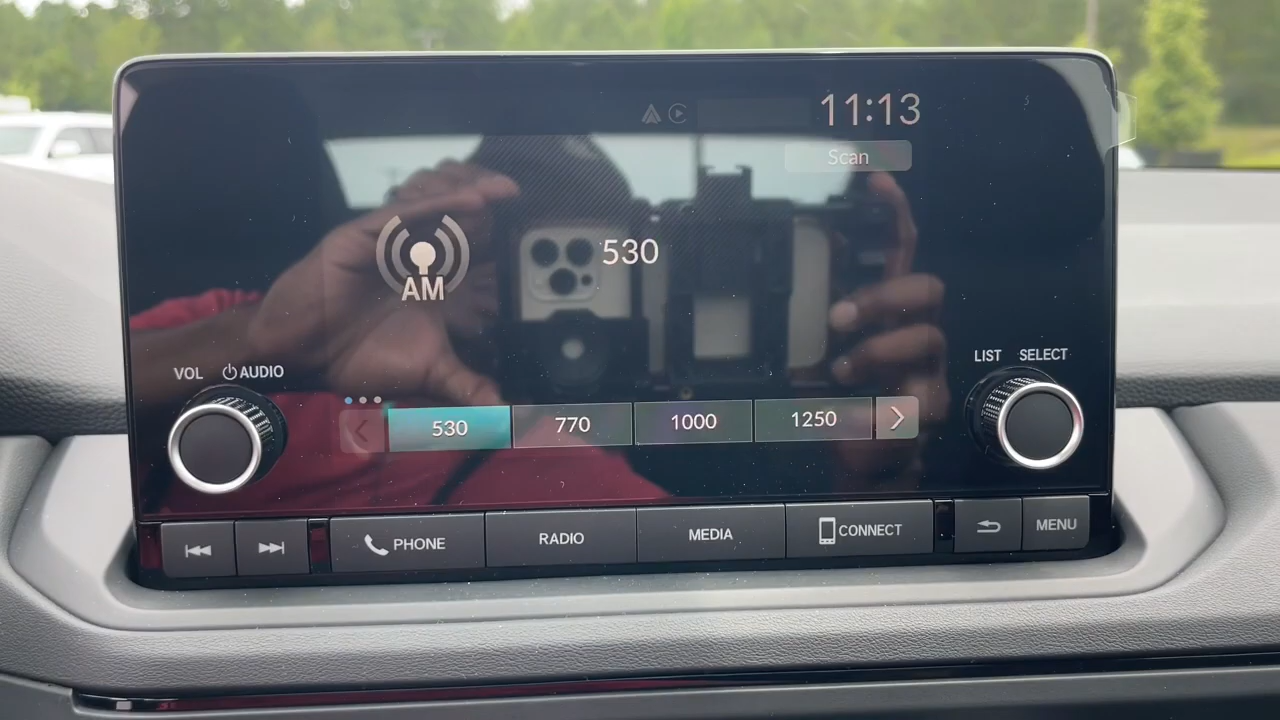 11:13
Scan
530
AM
VOL AUDIO
LIST SELECT
530 770 1000 1250
PHONE RADIO MEDIA CONNECT MENU